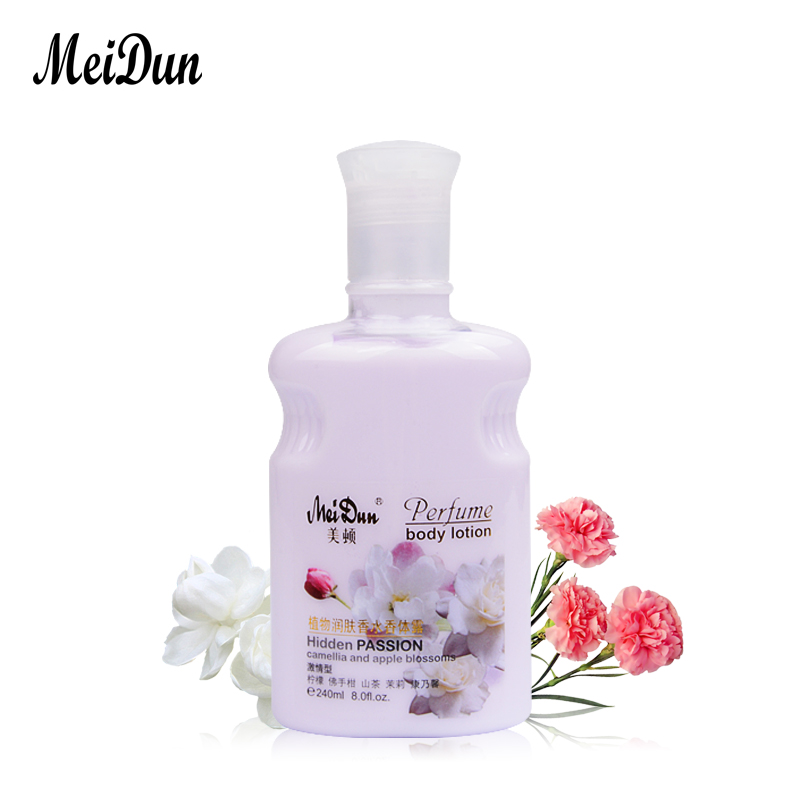 MeiDun
MeiDun®
美顿
Perfume
body lotion
植物润肤香水香体露
Hidden PASSION
camellia and apple blossoms
激情型
柠檬 佛手柑 山茶 茉莉 康乃馨
℮240ml 8.0fl.oz.